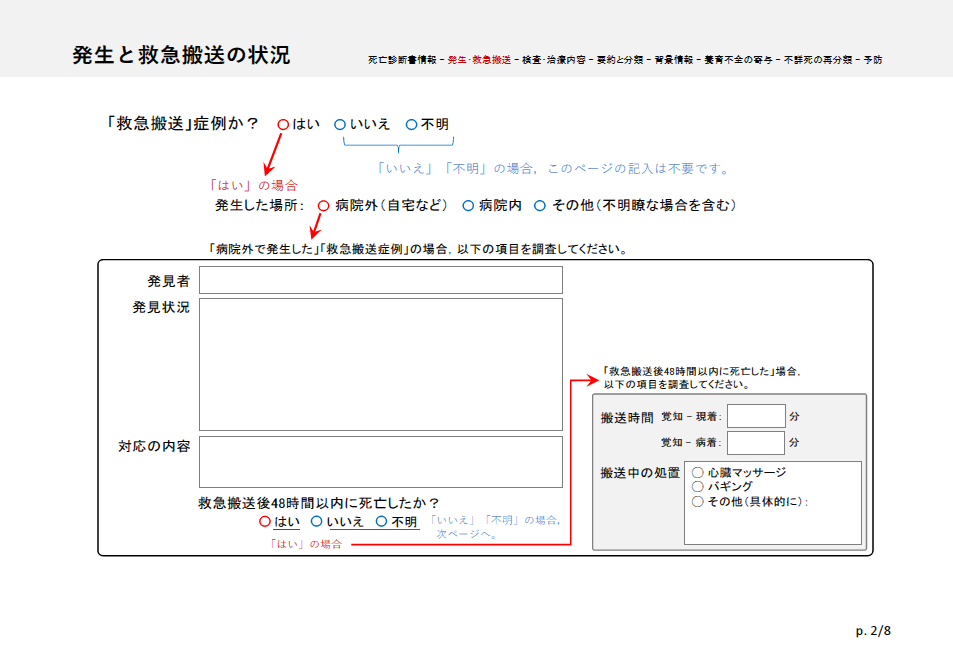 発生と救急搬送の状況
死亡診断書情報 − 発生・救急搬送 − 検査・治療内容 − 要約と分類 − 背景情報 − 養育不全の寄与 − 不詳死の再分類 − 予防
「救急搬送」症例か？ ○はい ○いいえ ○不明
「いいえ」「不明」の場合，このページの記入は不要です。
「はい」の場合
発生した場所： ○ 病院外（自宅など） ○ 病院内 ○ その他（不明瞭な場合を含む）
「病院外で発生した」「救急搬送症例」の場合，以下の項目を調査してください。
発見者
発見状況
対応の内容
救急搬送後48時間以内に死亡したか？
○はい ○いいえ ○不明
「いいえ」「不明」の場合，
次ページへ。
「はい」の場合
「救急搬送後48時間以内に死亡した」場合，
以下の項目を調査してください。
搬送時間 覚知 − 現着： 分
覚知 − 病着： 分
搬送中の処置 ○ 心臓マッサージ
○ バギング
○ その他（具体的に）：
p. 2/8